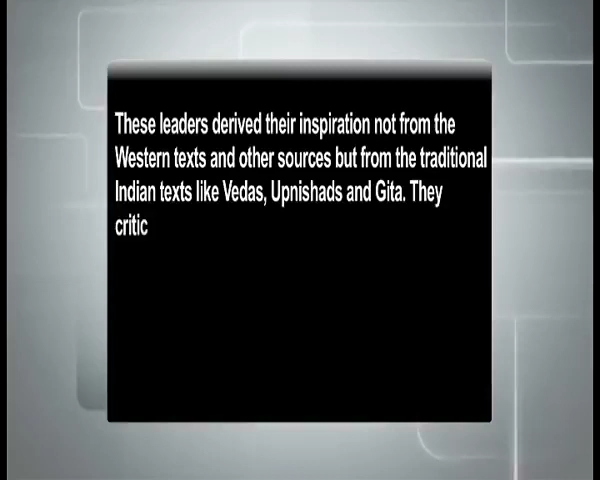 These leaders derived their inspiration not from the
Western texts and other sources but from the traditional
Indian texts like Vedas, Upnishads and Gita. They
critic